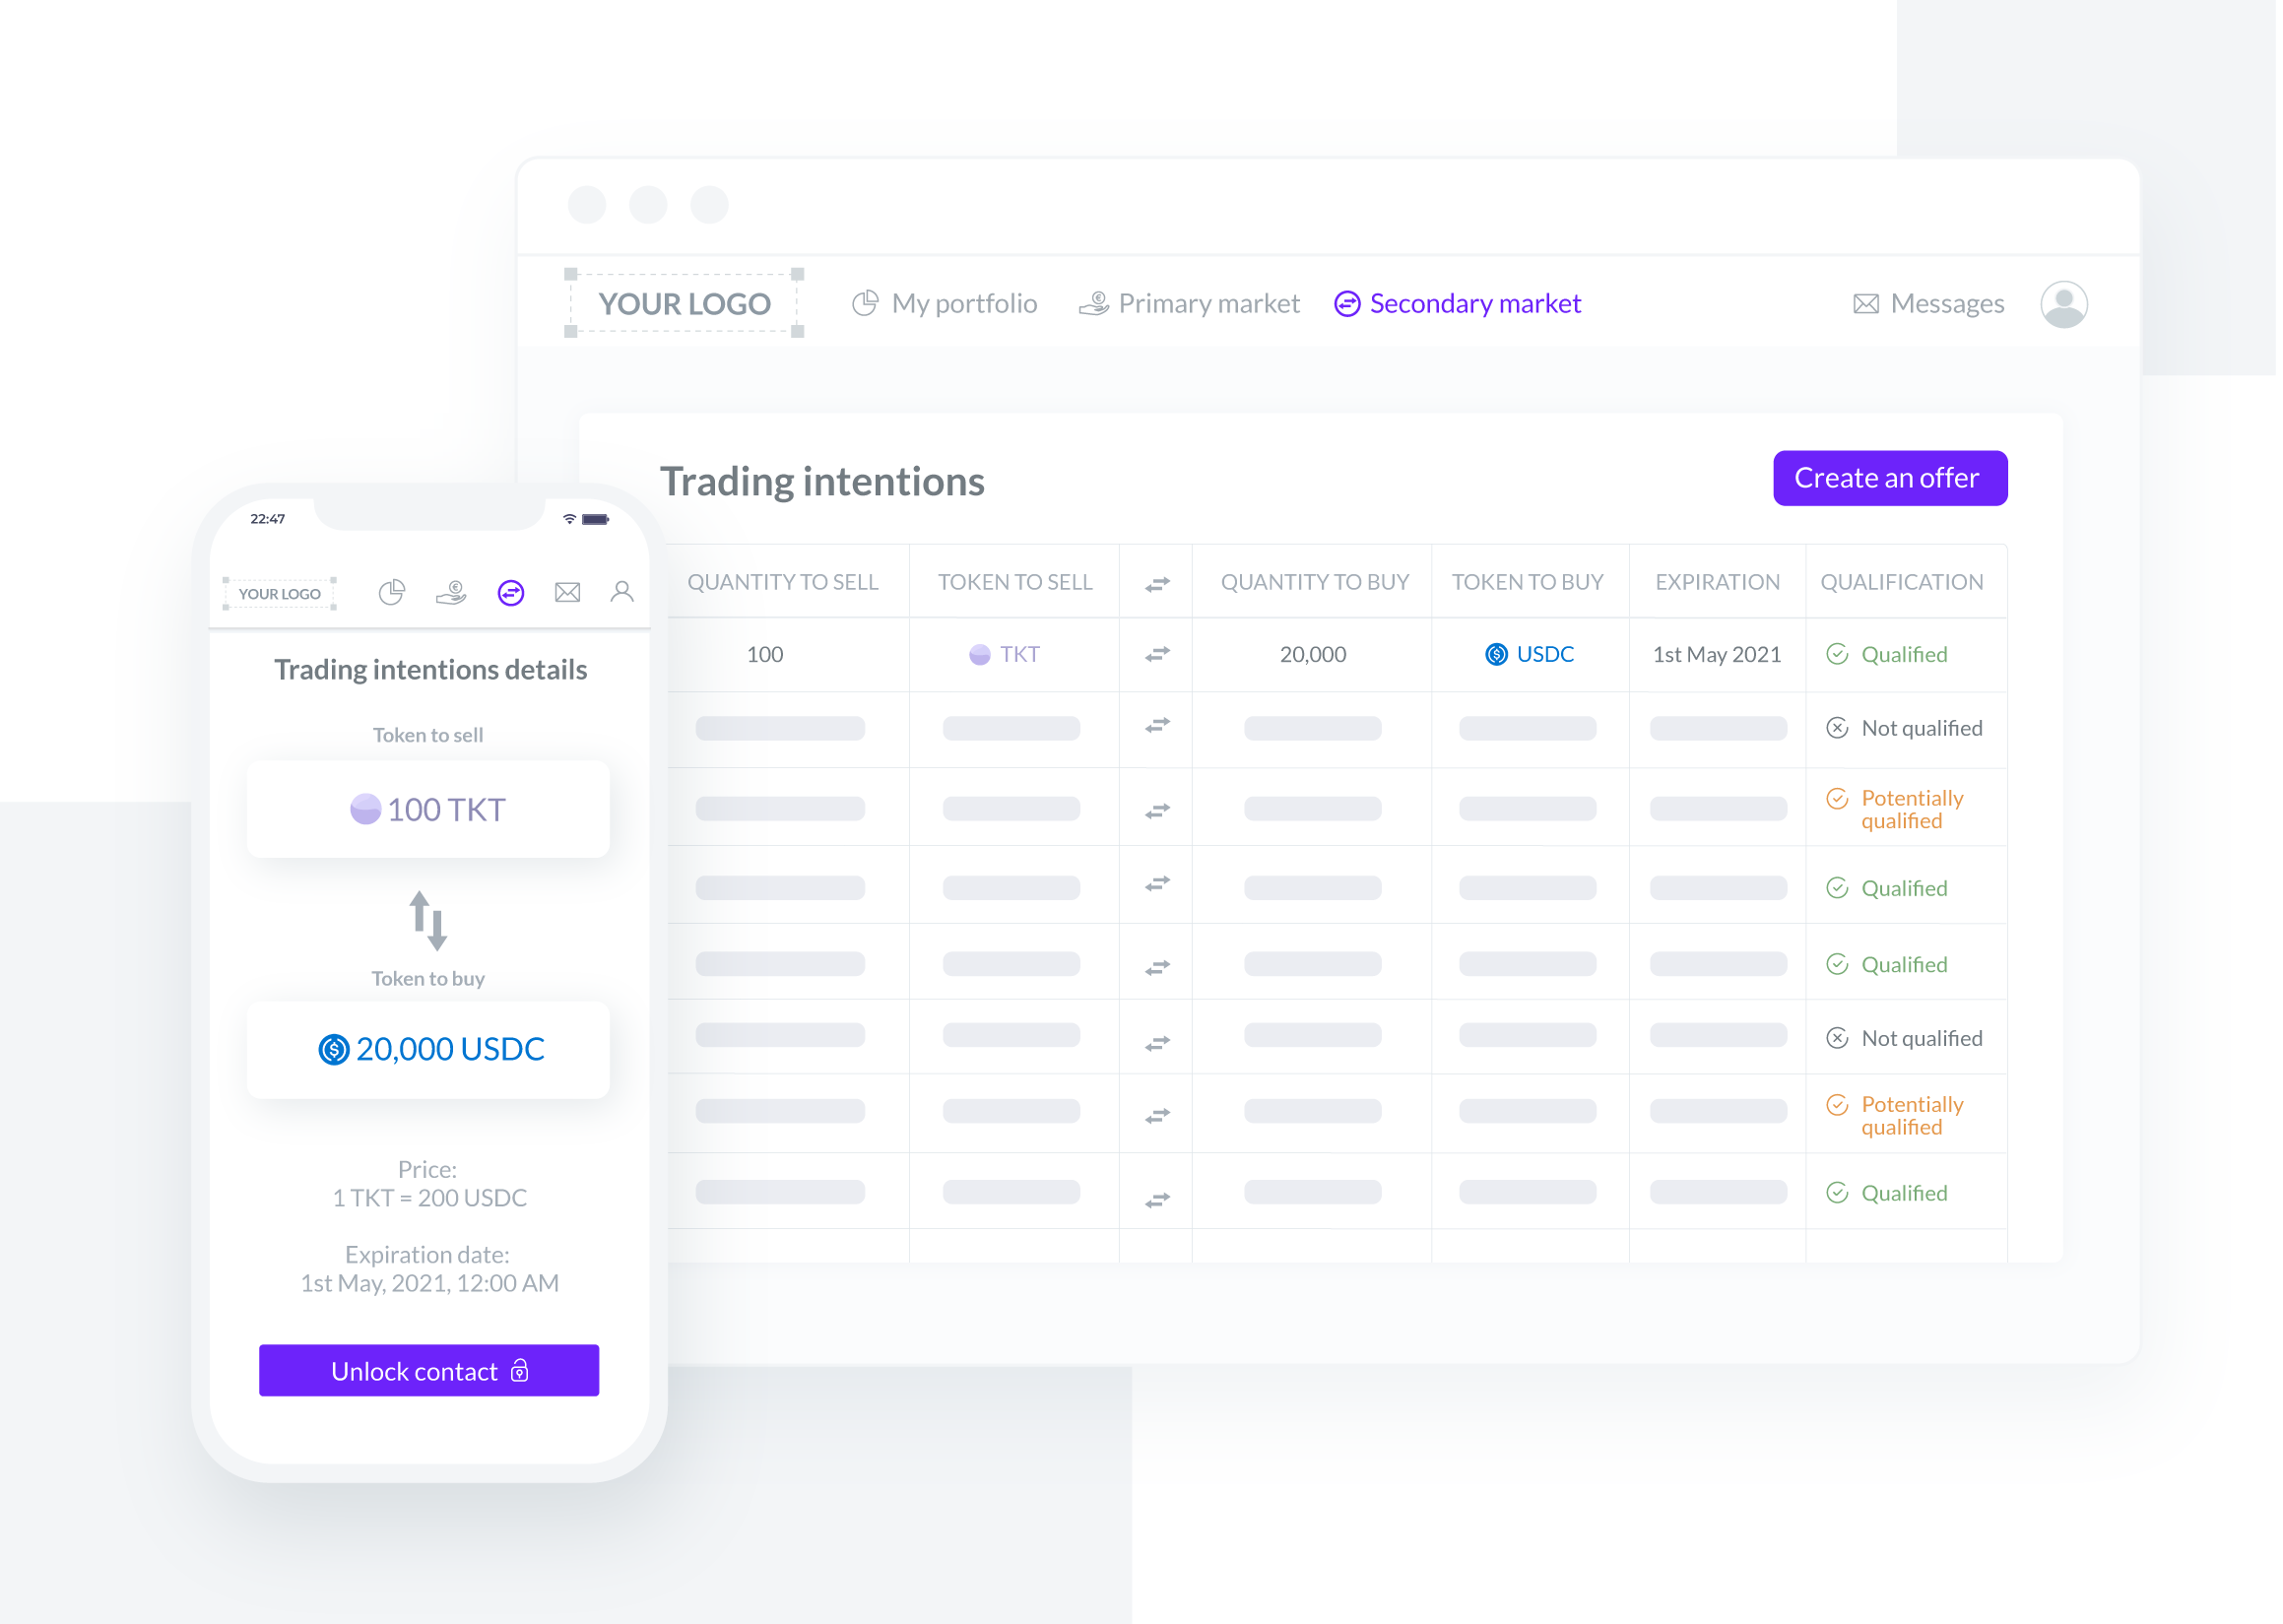 YOUR LOGO
My portfolio
Primary market
Secondary market
Messages
Trading intentions
Create an offer
QUANTITY TO SELL
TOKEN TO SELL
QUANTITY TO BUY
TOKEN TO BUY
EXPIRATION
QUALIFICATION
100
TKT
20,000
USDC
1st May 2021
Qualified
Not qualified
Potentially
qualified
Qualified
Qualified
Not qualified
Potentially
qualified
Qualified
22:47
YOUR LOGO
Trading intentions details
Token to sell
100 TKT
Token to buy
20,000 USDC
Price:
1 TKT = 200 USDC
Expiration date:
1st May, 2021, 12:00 AM
Unlock contact